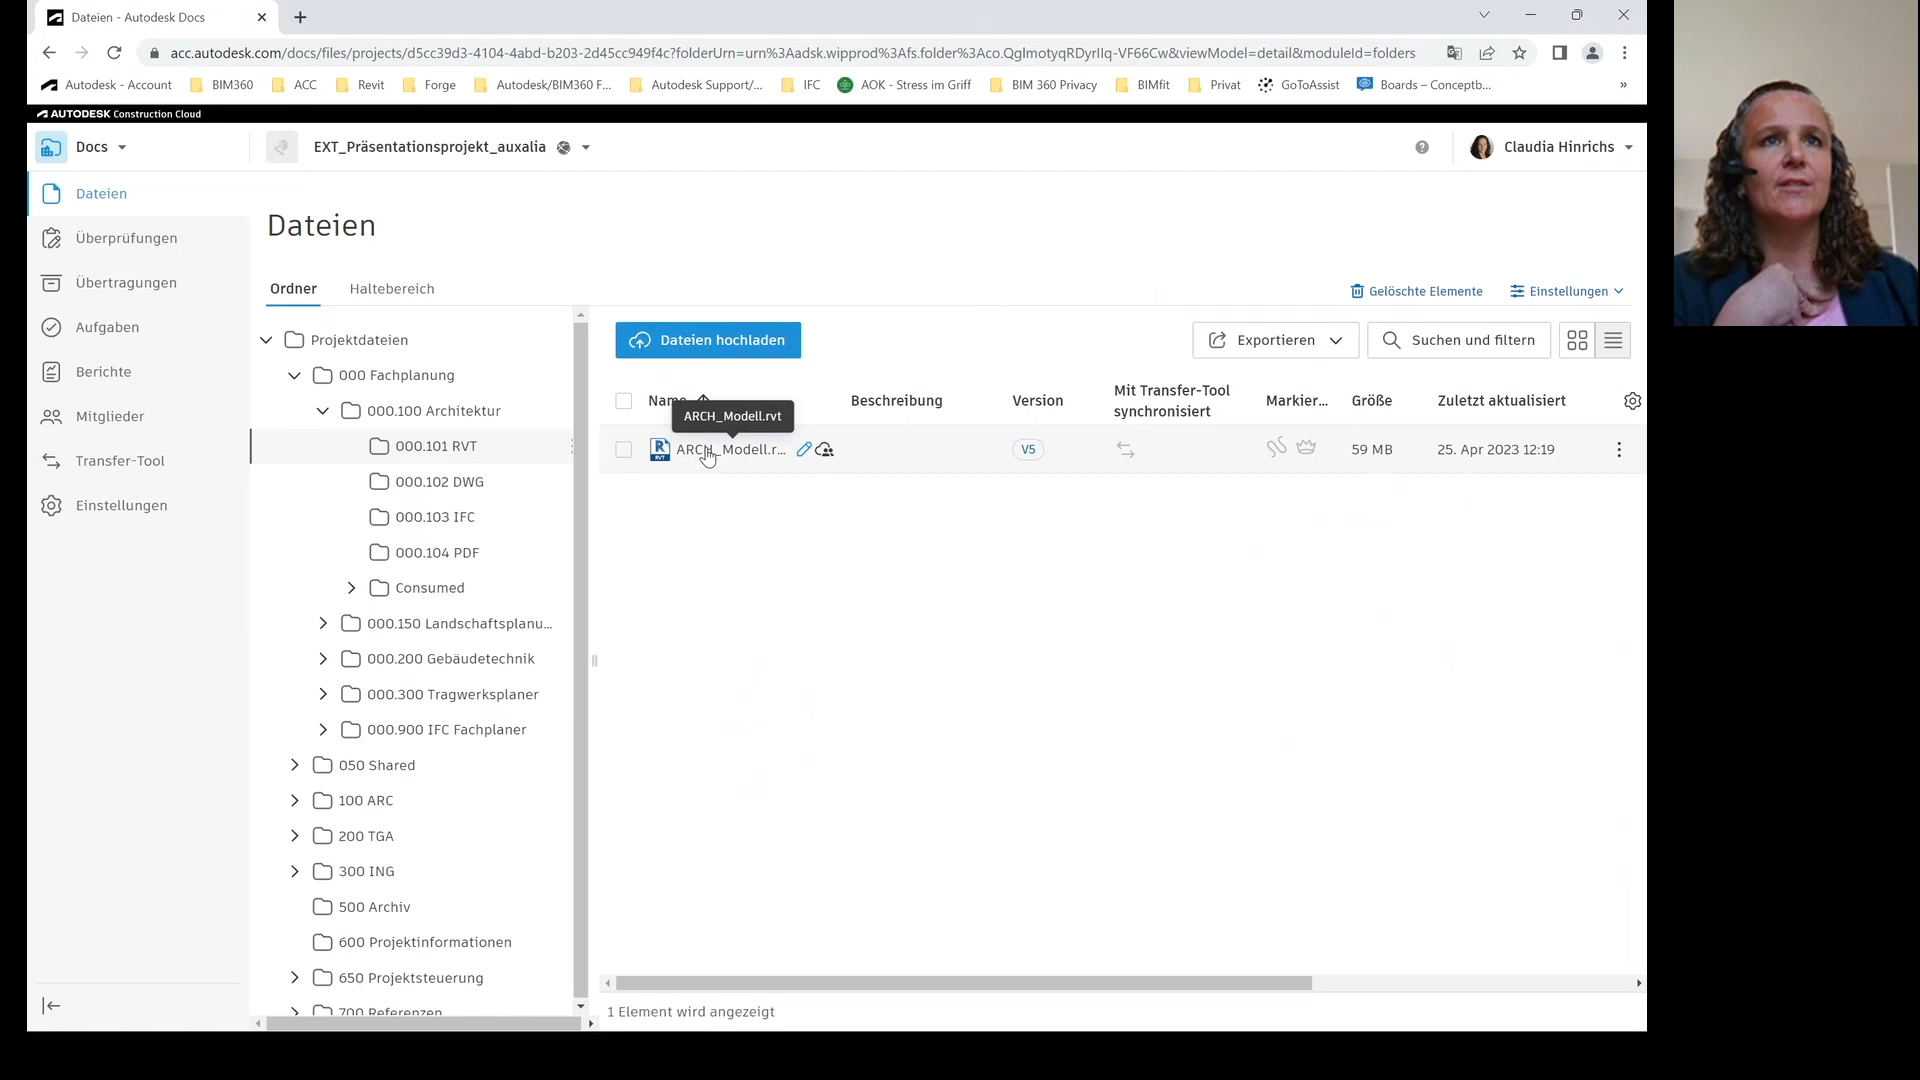 Dateien - Autodesk Docs
acc.autodesk.com/docs/files/projects/d5cc39d3-4104-4abd-b203-2d45cc949f4c?folderUrn=urn%3Aadsk.wipprod%3Afs.folder%3Aco.QglmotyqRDyrIIq-VF66Cw&viewModel=detail&moduleId=folders
Autodesk - Account BIM360 ACC Revit Forge Autodesk/BIM360 F... Autodesk Support/... IFC AOK - Stress im Griff BIM 360 Privacy BIMfit Privat GoToAssist Boards – Conceptb... »
AUTODESK Construction Cloud
Docs EXT_Präsentationsprojekt_auxalia Claudia Hinrichs
Dateien
Überprüfungen
Übertragungen
Aufgaben
Berichte
Mitglieder
Transfer-Tool
Einstellungen
Dateien
Ordner Haltebereich Gelöschte Elemente Einstellungen
Projektdateien
000 Fachplanung
000.100 Architektur
000.101 RVT
000.102 DWG
000.103 IFC
000.104 PDF
Consumed
000.150 Landschaftsplanu...
000.200 Gebäudetechnik
000.300 Tragwerksplaner
000.900 IFC Fachplaner
050 Shared
100 ARC
200 TGA
300 ING
500 Archiv
600 Projektinformationen
650 Projektsteuerung
700 Referenzen
Dateien hochladen Exportieren Suchen und filtern
Name Beschreibung Version Mit Transfer-Tool synchronisiert Markier... Größe Zuletzt aktualisiert
ARCH_Modell.rvt
RVT ARCH_Modell.r... V5 59 MB 25. Apr 2023 12:19
1 Element wird angezeigt